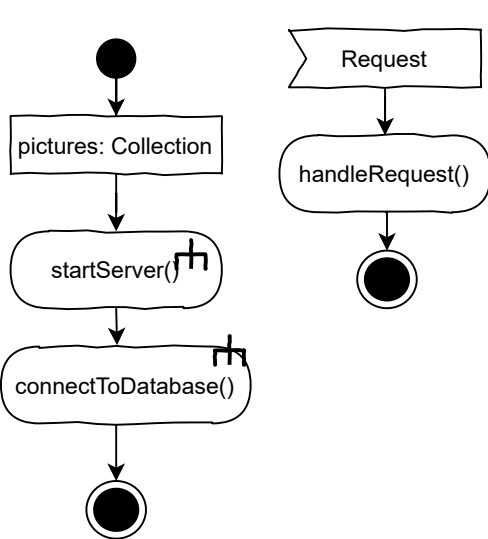 pictures: Collection
startServer()
connectToDatabase()
Request
handleRequest()